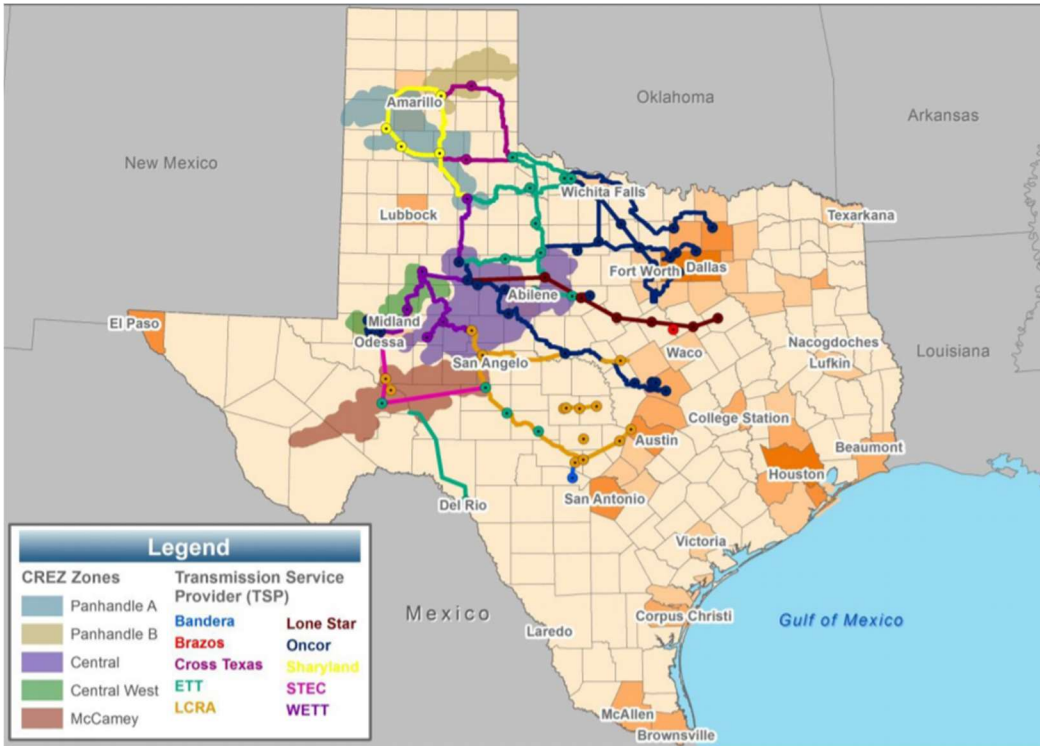 Oklahoma
Arkansas
Amarillo
New Mexico
Wichita Falls
Lubbock
Texarkana
Fort Worth
Dallas
Abilene
El Paso
Midland
Odessa
Nacogdoches
Lufkin
Louisiana
Waco
San Angelo
College Station
Austin
Beaumont
Houston
Del Rio
San Antonio
Victoria
Mexico
Corpus Christi
Gulf of Mexico
Laredo
McAllen
Brownsville
Legend
CREZ Zones
Panhandle A
Panhandle B
Central
Central West
McCamey
Transmission Service
Provider (TSP)
Bandera
Brazos
Cross Texas
ETT
LCRA
Lone Star
Oncor
Sharyland
STEC
WETT